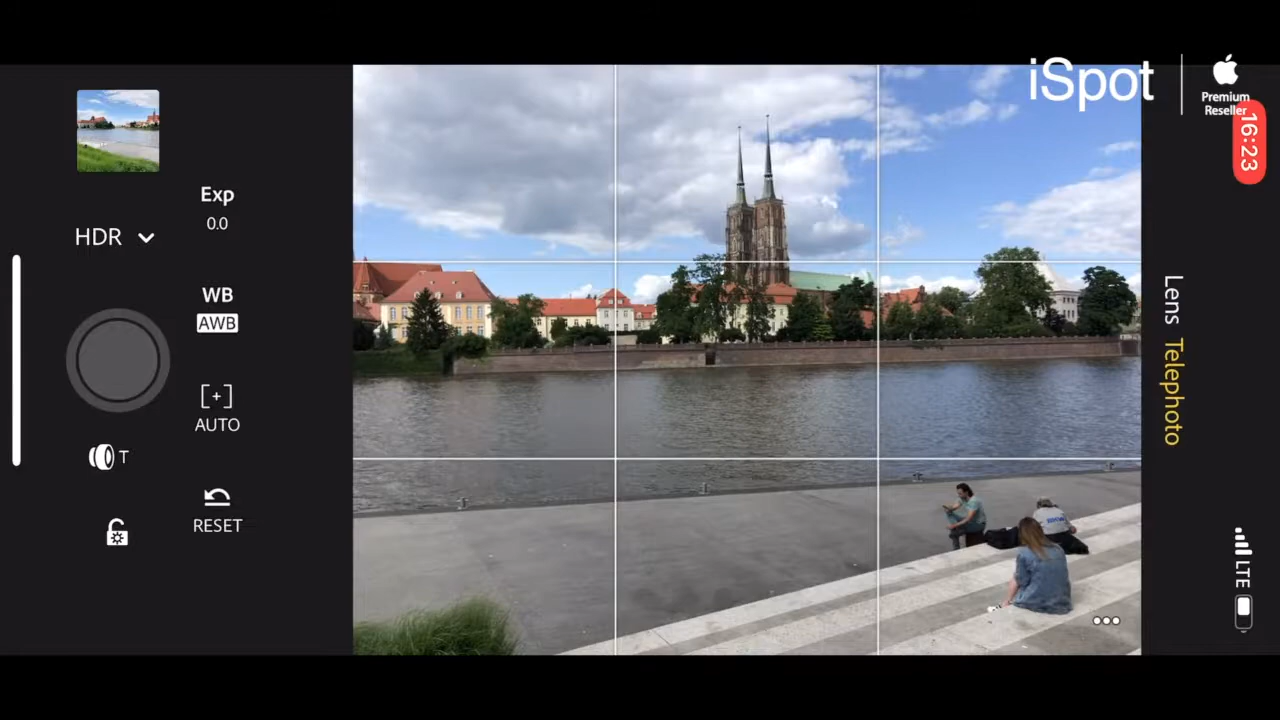 iSpot
Premium
Reseller
16:23
Exp
0.0
HDR
WB
AWB
AUTO
T
RESET
Lens Telephoto
LTE